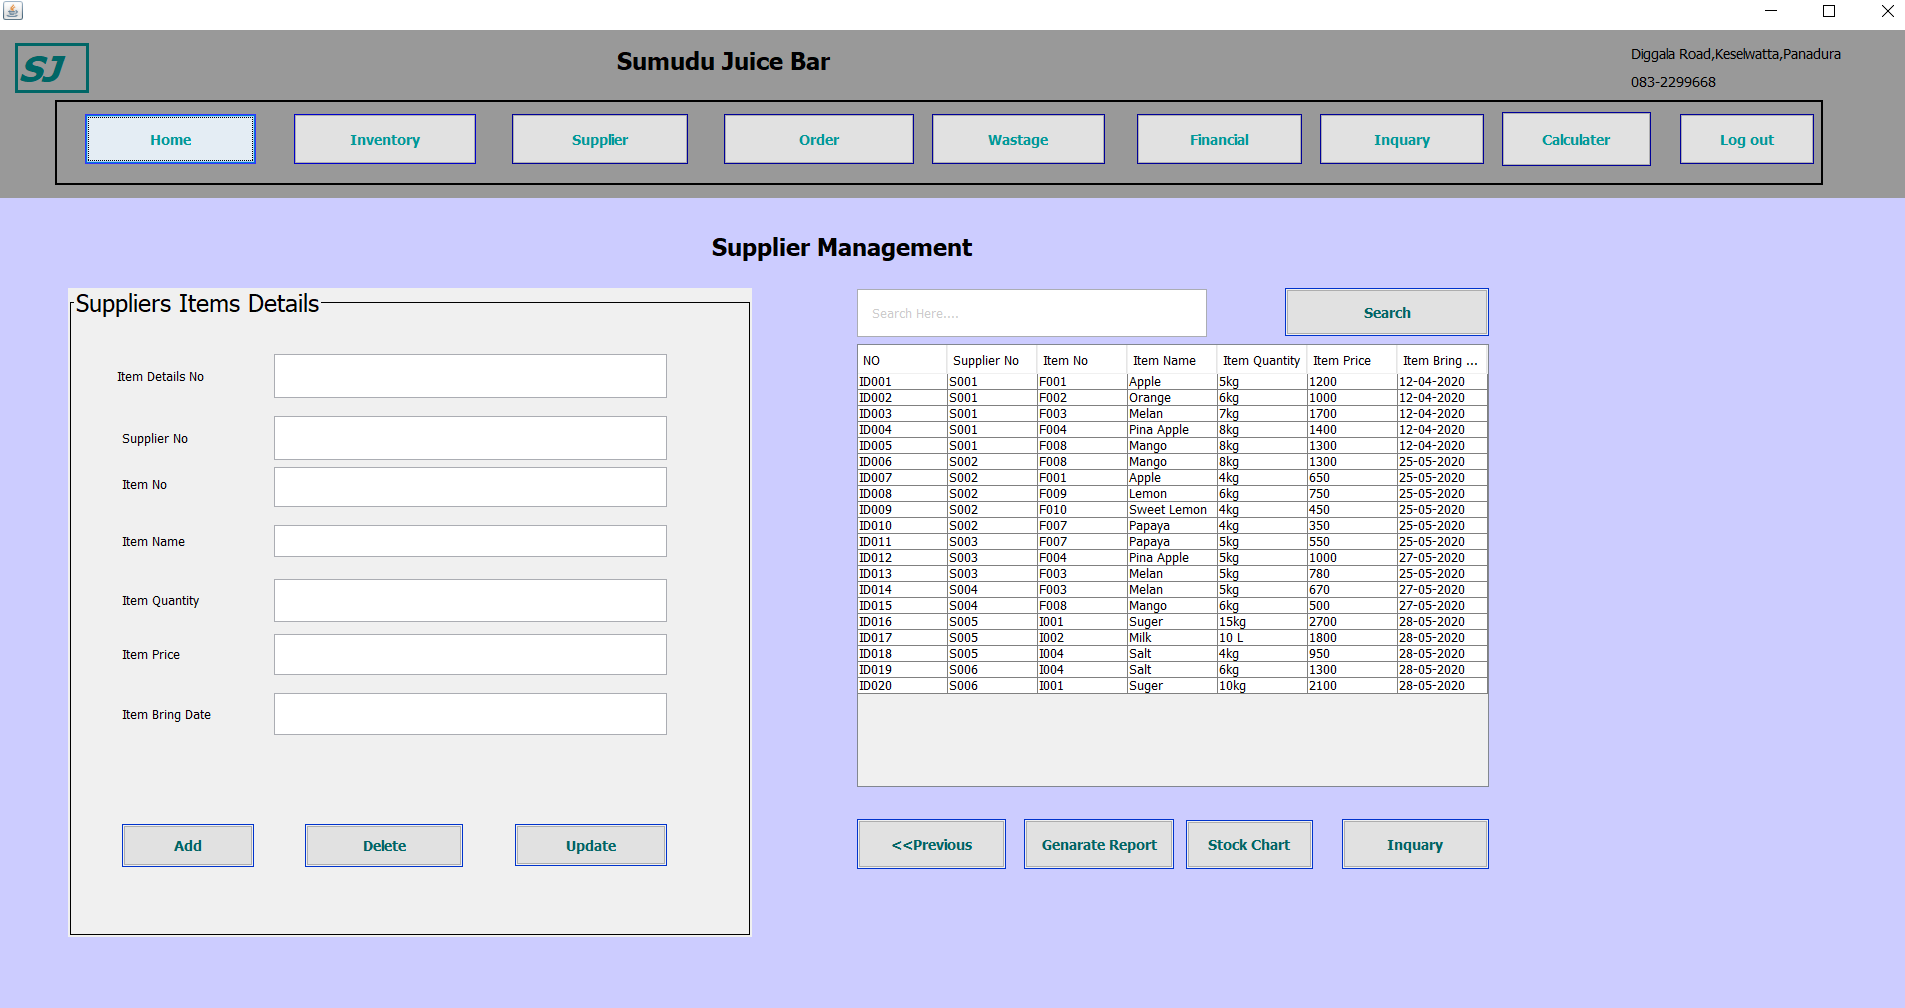 SJ
Sumudu Juice Bar
Diggala Road,Keselwatta,Panadura
083-2299668
Home Inventory Supplier Order Wastage Financial Inquary Calculater Log out
Supplier Management
Suppliers Items Details
Item Details No
Supplier No
Item No
Item Name
Item Quantity
Item Price
Item Bring Date
Add Delete Update
Search Here.... Search
NO Supplier No Item No Item Name Item Quantity Item Price Item Bring ...
ID001 S001 F001 Apple 5kg 1200 12-04-2020
ID002 S001 F002 Orange 6kg 1000 12-04-2020
ID003 S001 F003 Melan 7kg 1700 12-04-2020
ID004 S001 F004 Pina Apple 8kg 1400 12-04-2020
ID005 S001 F008 Mango 8kg 1300 12-04-2020
ID006 S002 F008 Mango 8kg 1300 25-05-2020
ID007 S002 F001 Apple 4kg 650 25-05-2020
ID008 S002 F009 Lemon 6kg 750 25-05-2020
ID009 S002 F010 Sweet Lemon 4kg 450 25-05-2020
ID010 S002 F007 Papaya 4kg 350 25-05-2020
ID011 S003 F007 Papaya 5kg 550 25-05-2020
ID012 S003 F004 Pina Apple 5kg 1000 27-05-2020
ID013 S003 F003 Melan 5kg 780 25-05-2020
ID014 S004 F003 Melan 5kg 670 27-05-2020
ID015 S004 F008 Mango 6kg 500 27-05-2020
ID016 S005 I001 Suger 15kg 2700 28-05-2020
ID017 S005 I002 Milk 10 L 1800 28-05-2020
ID018 S005 I004 Salt 4kg 950 28-05-2020
ID019 S006 I004 Salt 6kg 1300 28-05-2020
ID020 S006 I001 Suger 10kg 2100 28-05-2020
<<Previous Genarate Report Stock Chart Inquary